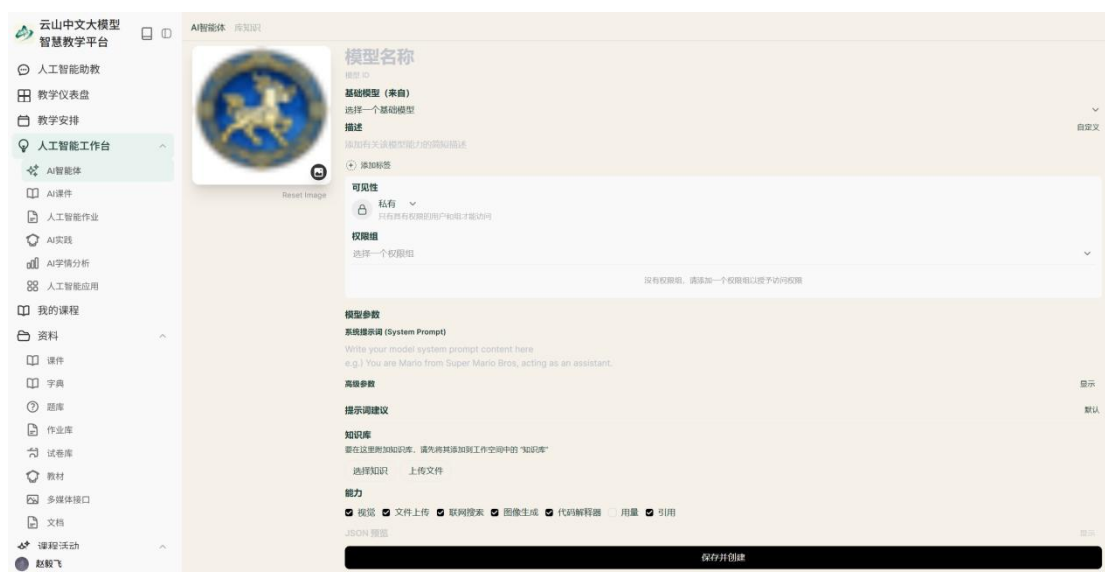 云山中文大模型
智慧教学平台
人工智能助教
教学仪表盘
教学安排
人工智能工作台
AI智能体
AI课件
人工智能作业
AI实践
AI学情分析
人工智能应用
我的课程
资料
课件
字典
题库
作业库
试卷库
教材
多媒体接口
文档
课程活动
赵毅飞
AI智能体 库知识
Reset Image
模型名称
模型 ID
基础模型（来自）
选择一个基础模型
描述 自定义
添加有关该模型能力的简短描述
添加标签
可见性
私有
只有具有权限的用户和组才能访问
权限组
选择一个权限组
没有权限组，请添加一个权限组以授予访问权限
模型参数
系统提示词 (System Prompt)
Write your model system prompt content here
e.g.) You are Mario from Super Mario Bros, acting as an assistant.
高级参数 显示
提示词建议 默认
知识库
要在这里附加知识库，请先将其添加到工作空间中的 "知识库"
选择知识 上传文件
能力
视觉 文件上传 联网搜索 图像生成 代码解释器 用量 引用
JSON 预览 显示
保存并创建